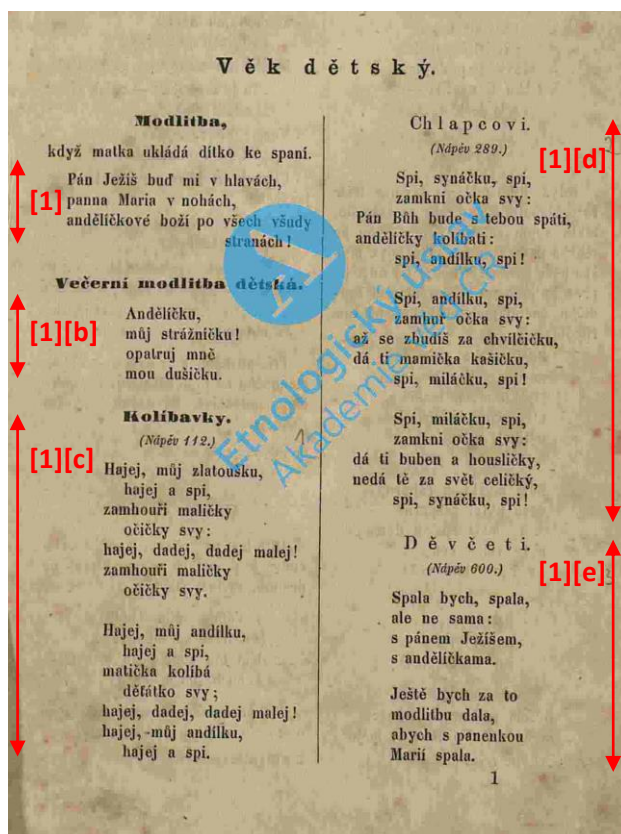 Věk dětský.
Modlitba,
když matka ukládá dítko ke spaní.
Pán Ježíš buď mi v hlavách,
[1] panna Maria v nohách,
andělíčkové boží po všech všudy
stranách!
Večerní modlitba dětská.
Andělíčku,
[1][b] můj strážníčku!
opatruj mně
mou dušičku.
Kolíbavky.
(Nápěv 112.)
[1][c]
Hajej, můj zlatoušku,
hajej a spi,
zamhouři maličky
očičky svy:
hajej, dadej, dadej malej!
zamhouři maličky
očičky svy.
Hajej, můj andílku,
hajej a spi,
matička kolíbá
děťátko svy;
hajej, dadej, dadej malej!
hajej, můj andílku,
hajej a spi.
Chlapcovi.
(Nápěv 289.)
[1][d]
Spi, synáčku, spi,
zamkni očka svy:
Pán Bůh bude s tebou spáti,
andělíčky kolíbati:
spi, andílku, spi!
Spi, andílku, spi,
zamhuř očka svy:
až se zbudíš za chvilčičku,
dá ti mamička kašičku,
spi, miláčku, spi!
Spi, miláčku, spi,
zamkni očka svy:
dá ti buben a housličky,
nedá tě za svět celičký,
spi, synáčku, spi!
Děvčeti.
(Nápěv 600.)
[1][e]
Spala bych, spala,
ale ne sama:
s pánem Ježíšem,
s andělíčkama.
Ještě bych za to
modlitbu dala,
abych s panenkou
Marií spala.
1
A
Etnologický ústav
Akademie věd ČR